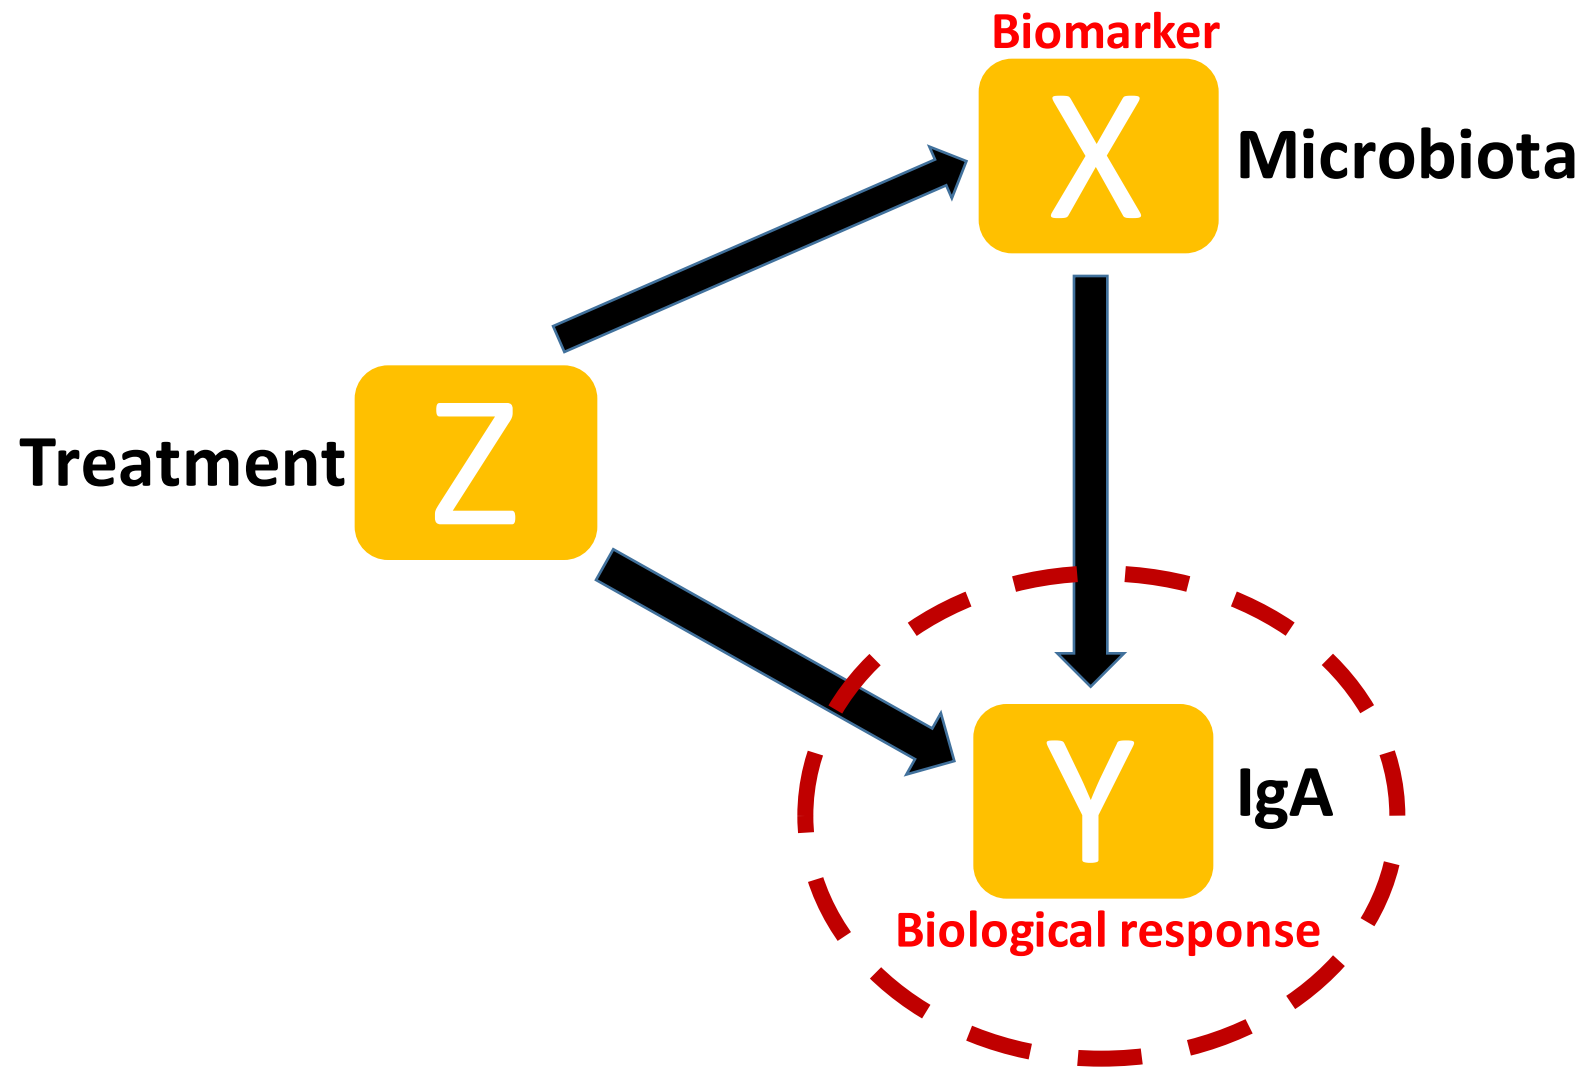 Biomarker
X
Microbiota
Treatment
Z
Y
IgA
Biological response